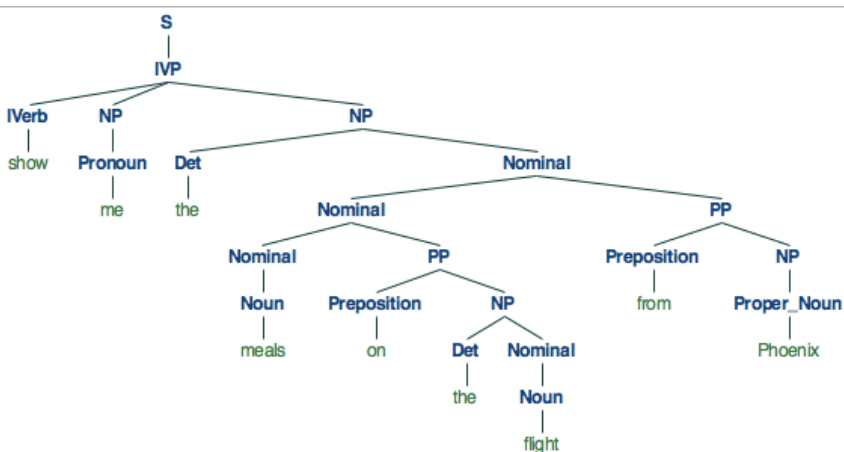 S
IVP
IVerb NP NP
show Pronoun Det Nominal
me the Nominal PP
Nominal PP Preposition NP
Noun Preposition NP from Proper_Noun
meals on Det Nominal Phoenix
the Noun
flight